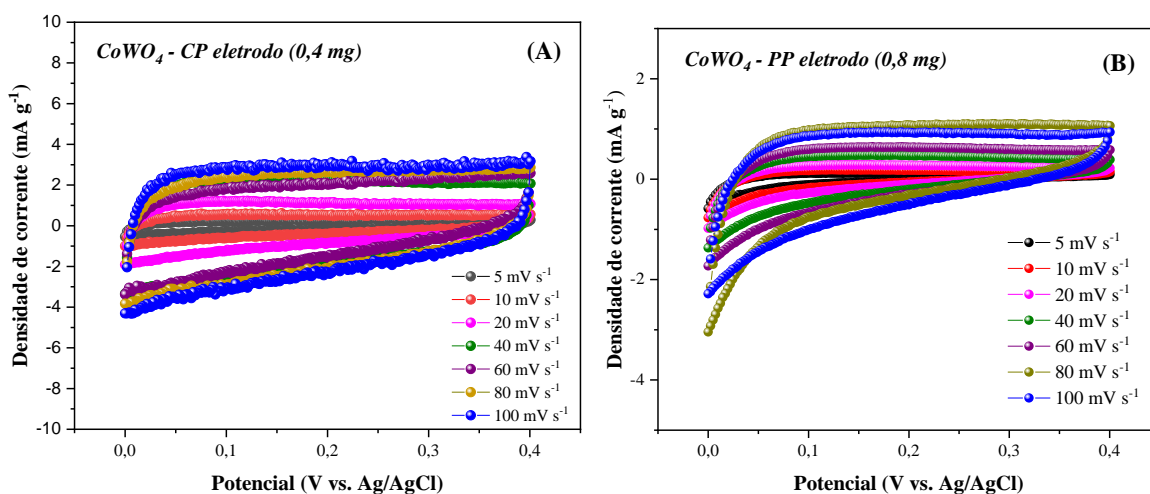 CoWO₄ - CP eletrodo (0,4 mg)
(A)
Densidade de corrente (mA g⁻¹)
10
8
6
4
2
0
-2
-4
-6
-8
-10
0,0 0,1 0,2 0,3 0,4
Potencial (V vs. Ag/AgCl)
5 mV s⁻¹
10 mV s⁻¹
20 mV s⁻¹
40 mV s⁻¹
60 mV s⁻¹
80 mV s⁻¹
100 mV s⁻¹
CoWO₄ - PP eletrodo (0,8 mg)
(B)
Densidade de corrente (mA g⁻¹)
2
0
-2
-4
0,0 0,1 0,2 0,3 0,4
Potencial (V vs. Ag/AgCl)
5 mV s⁻¹
10 mV s⁻¹
20 mV s⁻¹
40 mV s⁻¹
60 mV s⁻¹
80 mV s⁻¹
100 mV s⁻¹